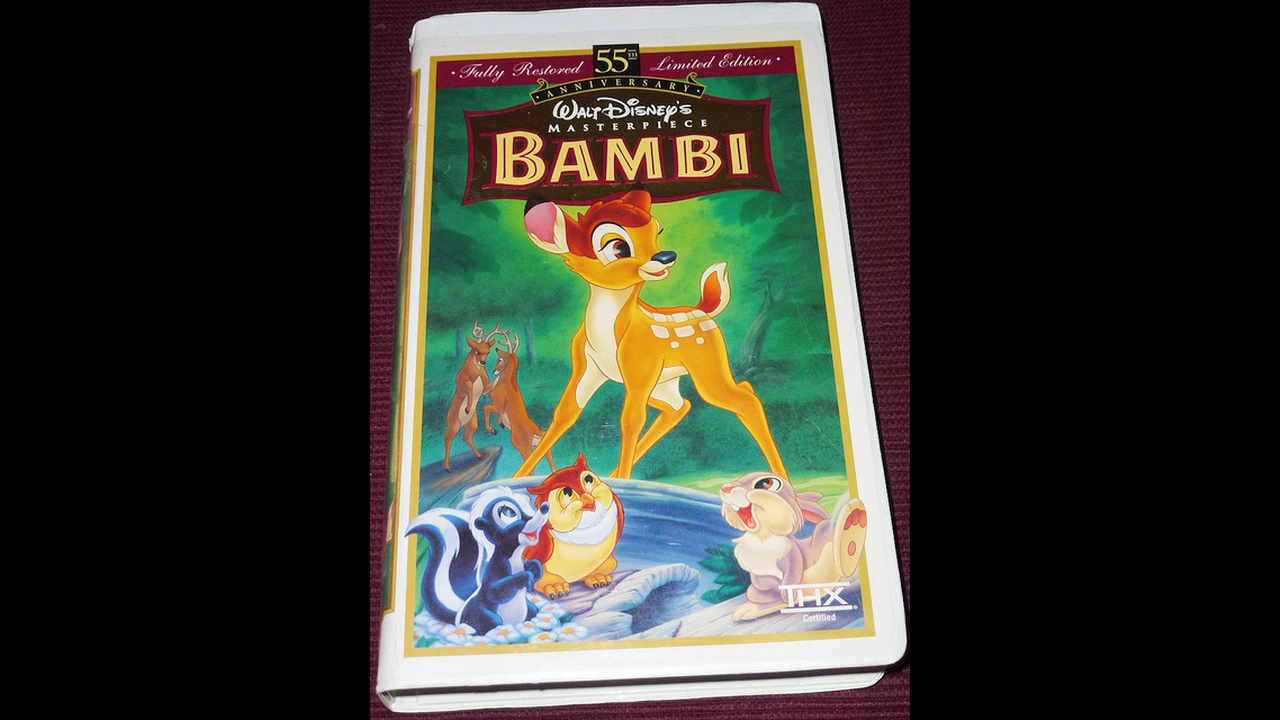 · Fully Restored 55TH Limited Edition ·
· ANNIVERSARY ·
WALT DISNEY'S
MASTERPIECE
BAMBI
THX
Certified